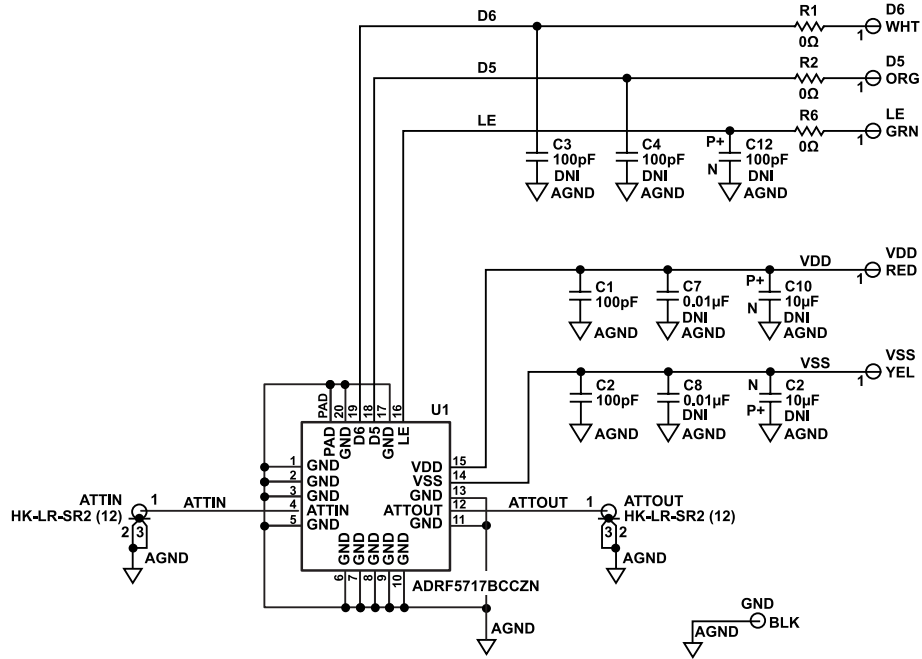 D6
R1
D6
WHT
1
0Ω
D5
R2
D5
ORG
1
0Ω
LE
R6
LE
GRN
1
0Ω
C3
100pF
DNI
AGND
C4
100pF
DNI
AGND
P+
N
C12
100pF
DNI
AGND
VDD
VDD
RED
1
C1
100pF
AGND
C7
0.01µF
DNI
AGND
P+
N
C10
10µF
DNI
AGND
VSS
VSS
YEL
1
C2
100pF
AGND
C8
0.01µF
DNI
AGND
N
P+
C2
10µF
DNI
AGND
PAD
20
19
18
17
16
U1
PAD
GND
D6
D5
GND
LE
1
GND
2
GND
3
GND
4
ATTIN
5
GND
VDD
15
VSS
14
GND
13
ATTOUT
12
GND
11
GND
GND
GND
GND
GND
6
7
8
9
10
ADRF5717BCCZN
ATTIN
HK-LR-SR2 (12)
1
ATTIN
2
3
AGND
ATTOUT
1
ATTOUT
HK-LR-SR2 (12)
3
2
AGND
AGND
GND
BLK
AGND